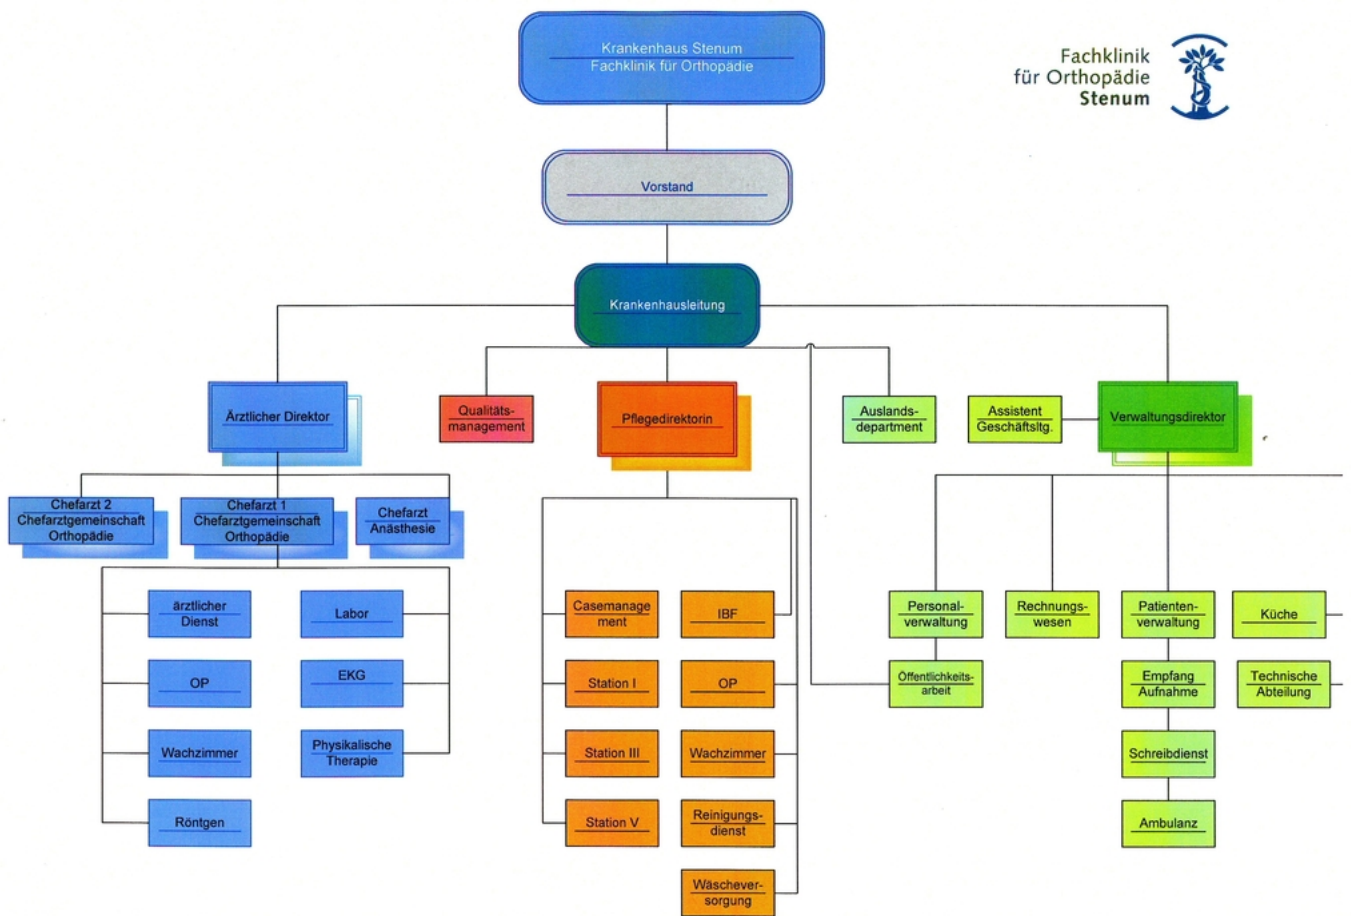 Krankenhaus Stenum
Fachklinik für Orthopädie
Fachklinik
für Orthopädie
Stenum
Vorstand
Krankenhausleitung
Ärztlicher Direktor
Qualitäts-
management
Pflegedirektorin
Auslands-
department
Assistent
Geschäftsltg.
Verwaltungsdirektor
Chefarzt 2
Chefarztgemeinschaft
Orthopädie
Chefarzt 1
Chefarztgemeinschaft
Orthopädie
Chefarzt
Anästhesie
ärztlicher
Dienst
Labor
Casemanage
ment
IBF
Personal-
verwaltung
Rechnungs-
wesen
Patienten-
verwaltung
Küche
OP
EKG
Station I
OP
Öffentlichkeits-
arbeit
Empfang
Aufnahme
Technische
Abteilung
Wachzimmer
Physikalische
Therapie
Station III
Wachzimmer
Schreibdienst
Röntgen
Station V
Reinigungs-
dienst
Ambulanz
Wäschever-
sorgung